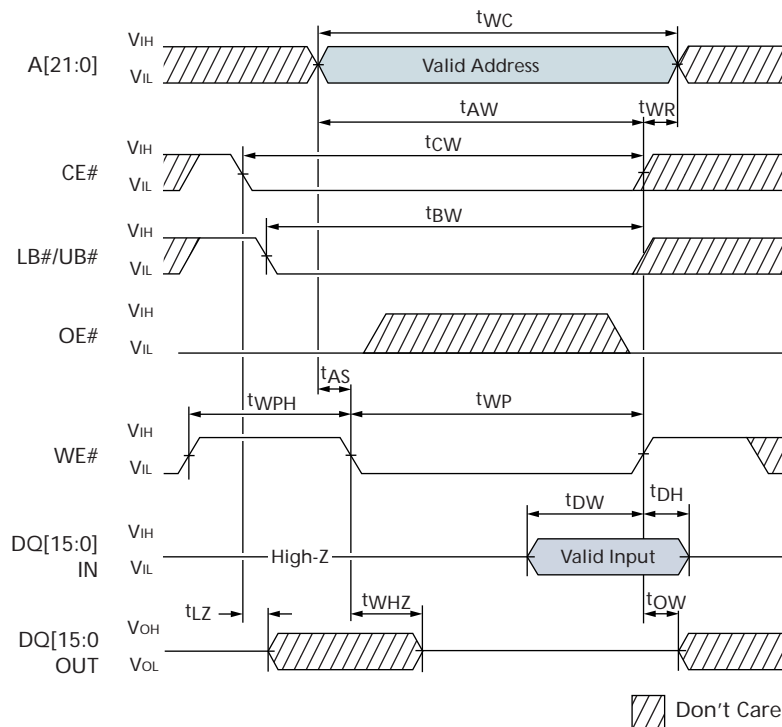 tWC
VIH
A[21:0]
VIL
Valid Address
tAW
tWR
VIH
tCW
CE#
VIL
VIH
tBW
LB#/UB#
VIL
VIH
OE#
VIL
tAS
tWPH
tWP
VIH
WE#
VIL
tDW
tDH
VIH
DQ[15:0]
IN
VIL
High-Z
Valid Input
tLZ
tWHZ
tOW
VOH
DQ[15:0
OUT
VOL
Don't Care